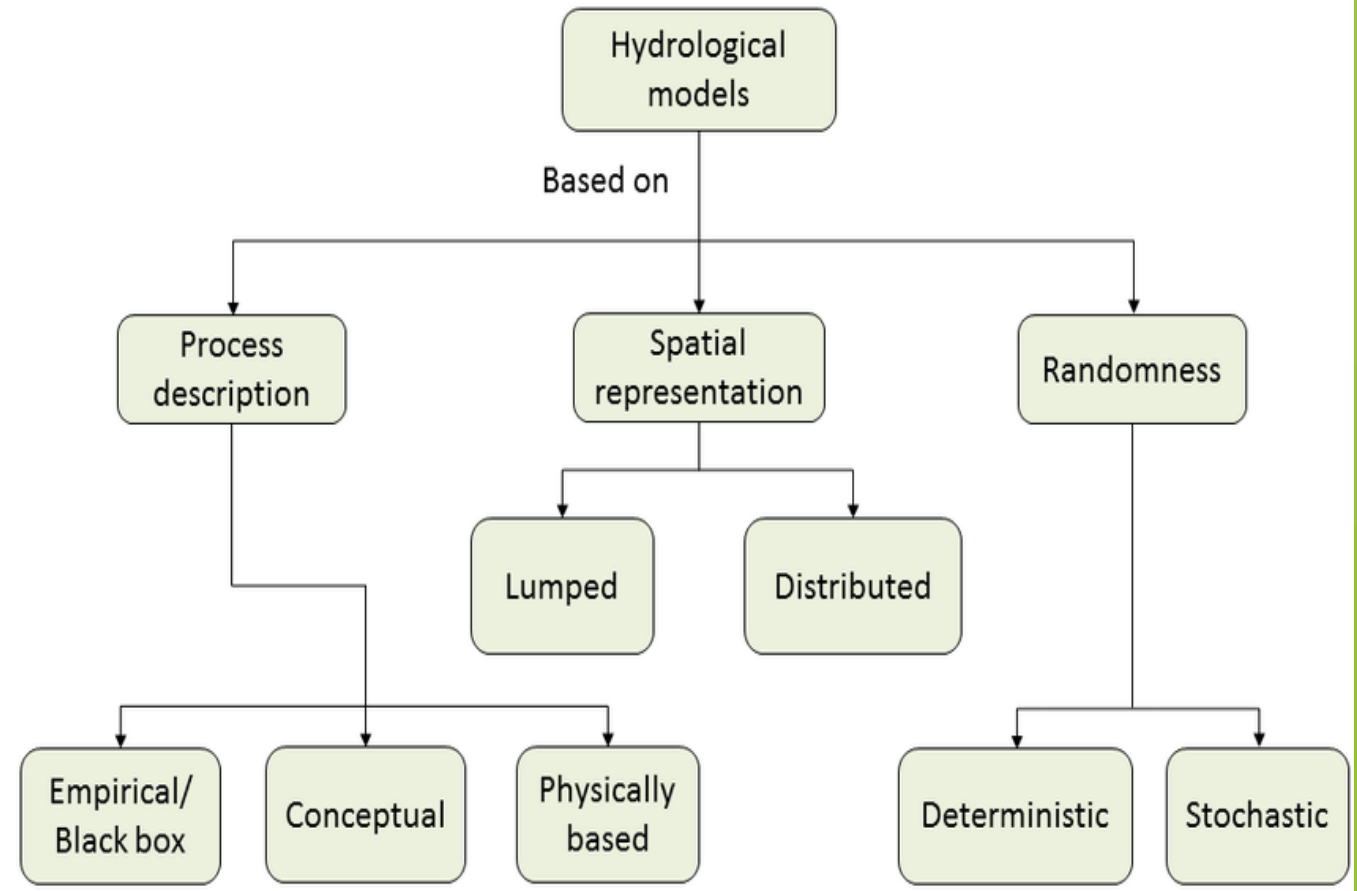 Hydrological
models
Based on
Process
description
Spatial
representation
Randomness
Lumped
Distributed
Empirical/
Black box
Conceptual
Physically
based
Deterministic
Stochastic